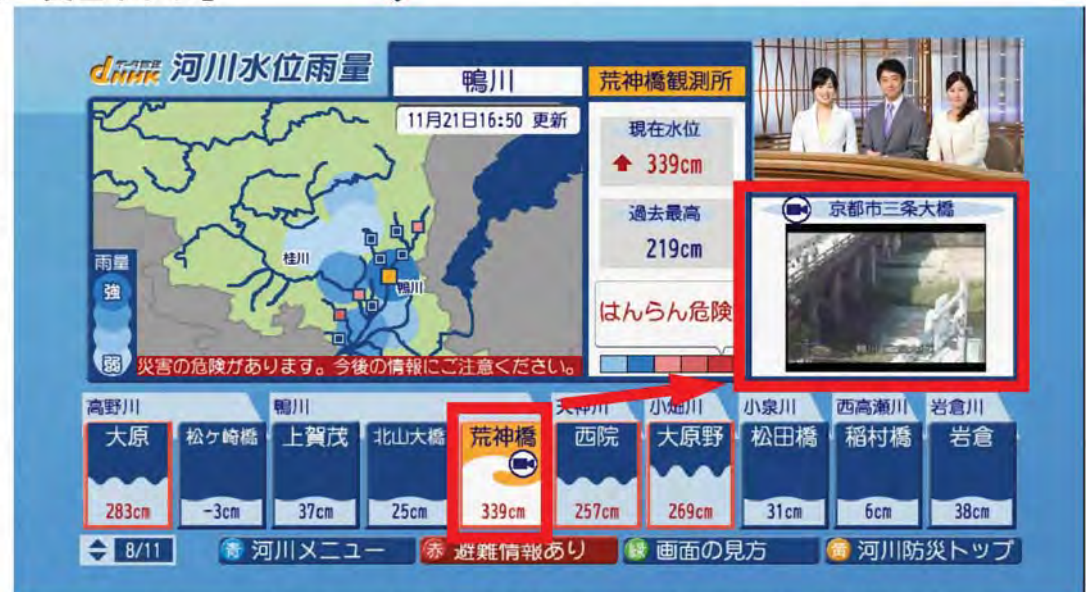 データ放送
dNHK 河川水位雨量
鴨川
荒神橋観測所
11月21日16:50 更新
現在水位
339cm
過去最高
219cm
はんらん危険
京都市三条大橋
桂川
鴨川
雨量
強
弱
災害の危険があります。今後の情報にご注意ください。
高野川
鴨川
天神川
小畑川
小泉川
西高瀬川
岩倉川
大原
松ケ崎橋
上賀茂
北山大橋
荒神橋
西院
大原野
松田橋
稲村橋
岩倉
283cm
-3cm
37cm
25cm
339cm
257cm
269cm
31cm
6cm
38cm
8/11
青 河川メニュー
赤 避難情報あり
緑 画面の見方
黄 河川防災トップ